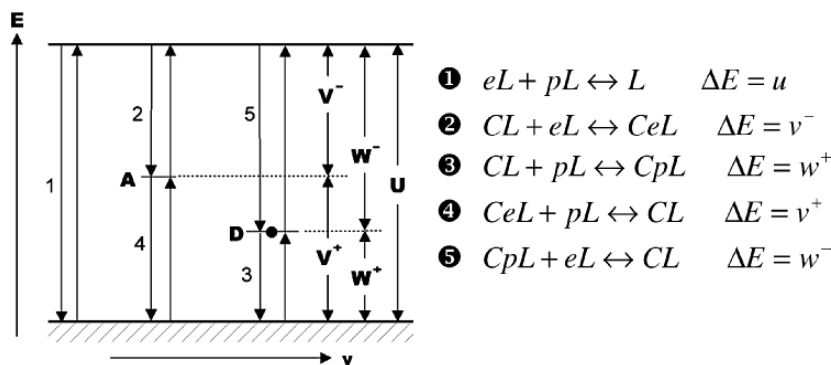 E
1
2
5
A
D
4
3
V⁻
W⁻
U
V⁺
W⁺
v
❶ eL + pL ↔ L ΔE = u
❷ CL + eL ↔ CeL ΔE = v⁻
❸ CL + pL ↔ CpL ΔE = w⁺
❹ CeL + pL ↔ CL ΔE = v⁺
❺ CpL + eL ↔ CL ΔE = w⁻